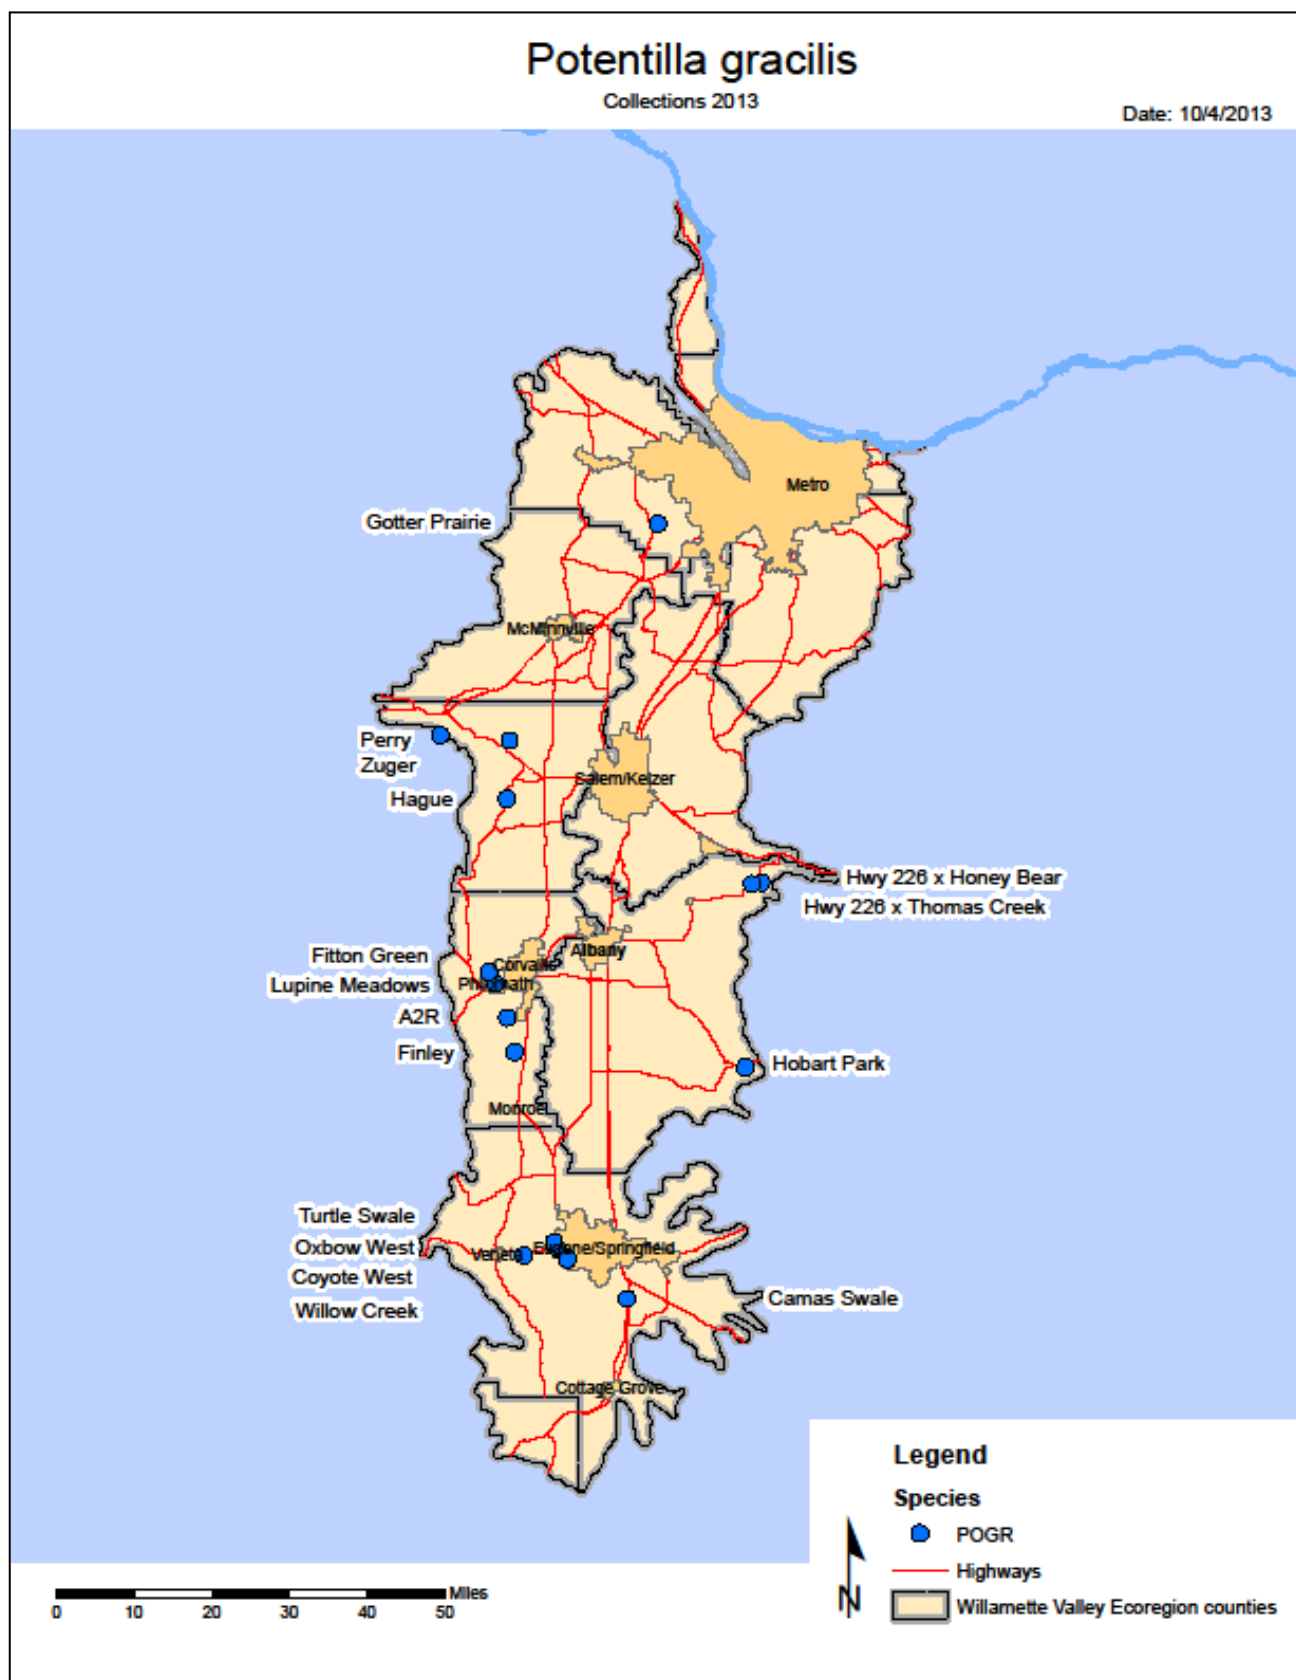 Potentilla gracilis
Collections 2013
Date: 10/4/2013
Metro
Gotter Prairie
McMinnville
Perry
Zuger
Salem/Keizer
Hague
Hwy 226 x Honey Bear
Hwy 226 x Thomas Creek
Albany
Fitton Green
Corvallis
Lupine Meadows
Philomath
A2R
Finley
Hobart Park
Monroe
Turtle Swale
Oxbow West
Veneta
Eugene/Springfield
Coyote West
Willow Creek
Camas Swale
Cottage Grove
Legend
Species
POGR
Highways
Willamette Valley Ecoregion counties
N
Miles
0 10 20 30 40 50